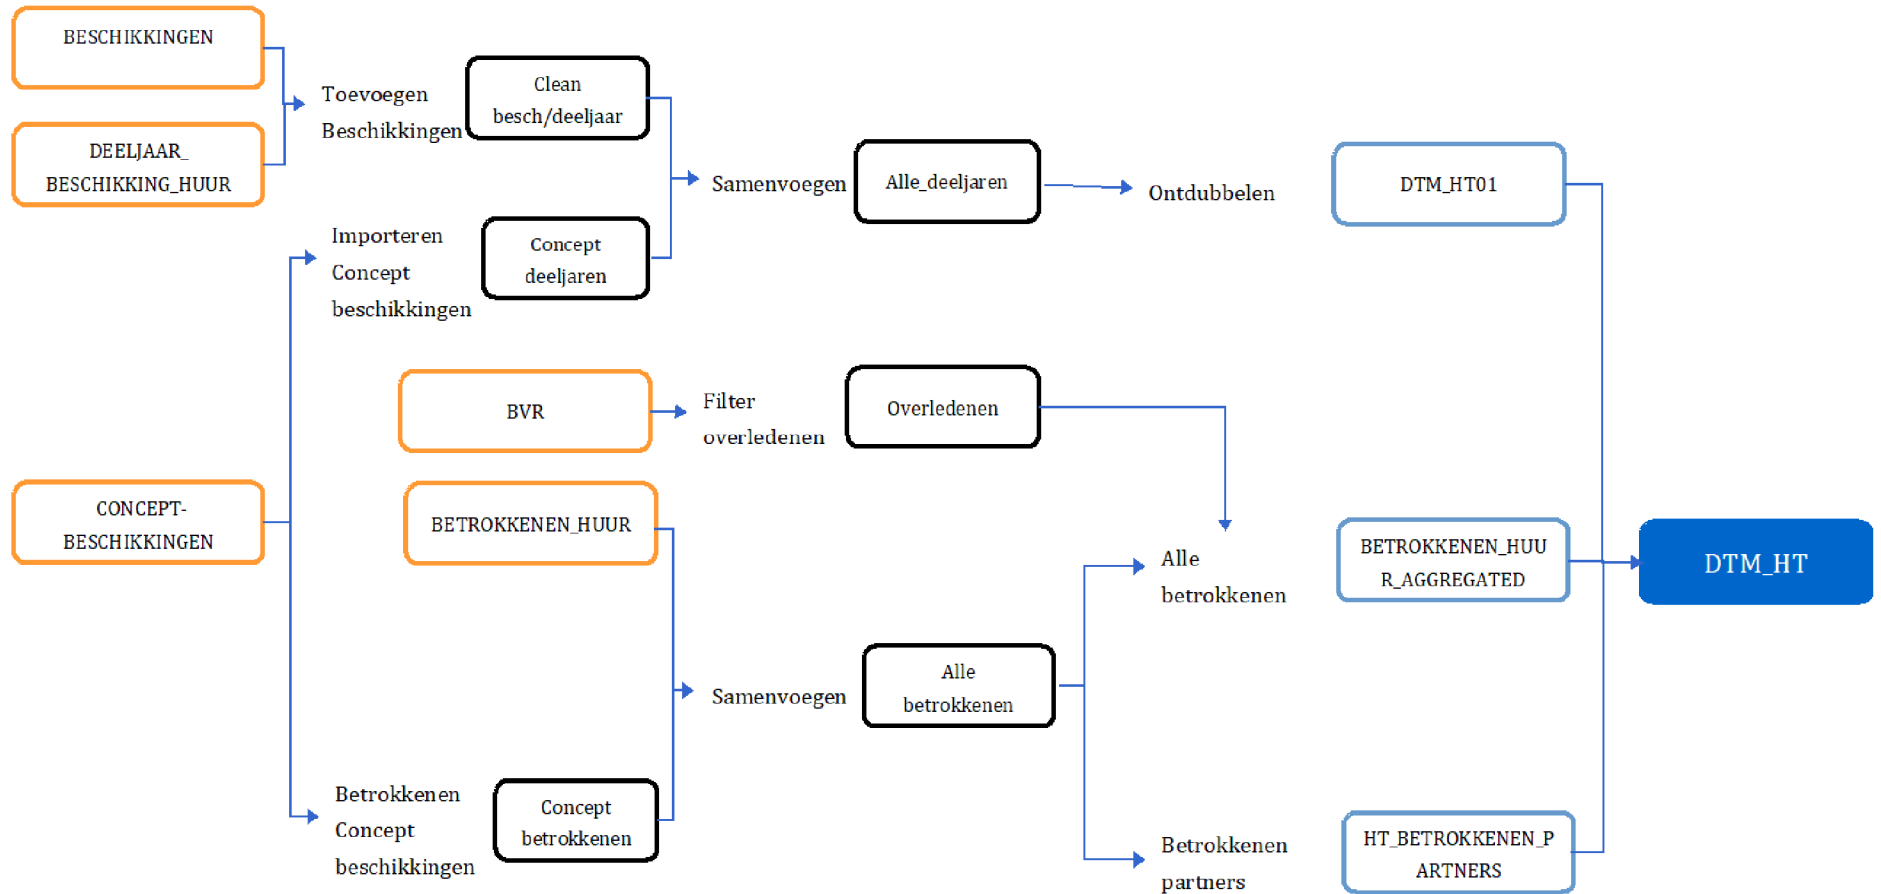 BESCHIKKINGEN
DEELJAAR_
BESCHIKKING_HUUR
Toevoegen
Beschikkingen
Clean
besch/deeljaar
Importeren
Concept
beschikkingen
Concept
deeljaren
Samenvoegen
Alle_deeljaren
Ontdubbelen
DTM_HT01
BVR
Filter
overledenen
Overledenen
CONCEPT-
BESCHIKKINGEN
BETROKKENEN_HUUR
Betrokkenen
Concept
beschikkingen
Concept
betrokkenen
Samenvoegen
Alle
betrokkenen
Alle
betrokkenen
BETROKKENEN_HUU
R_AGGREGATED
Betrokkenen
partners
HT_BETROKKENEN_P
ARTNERS
DTM_HT